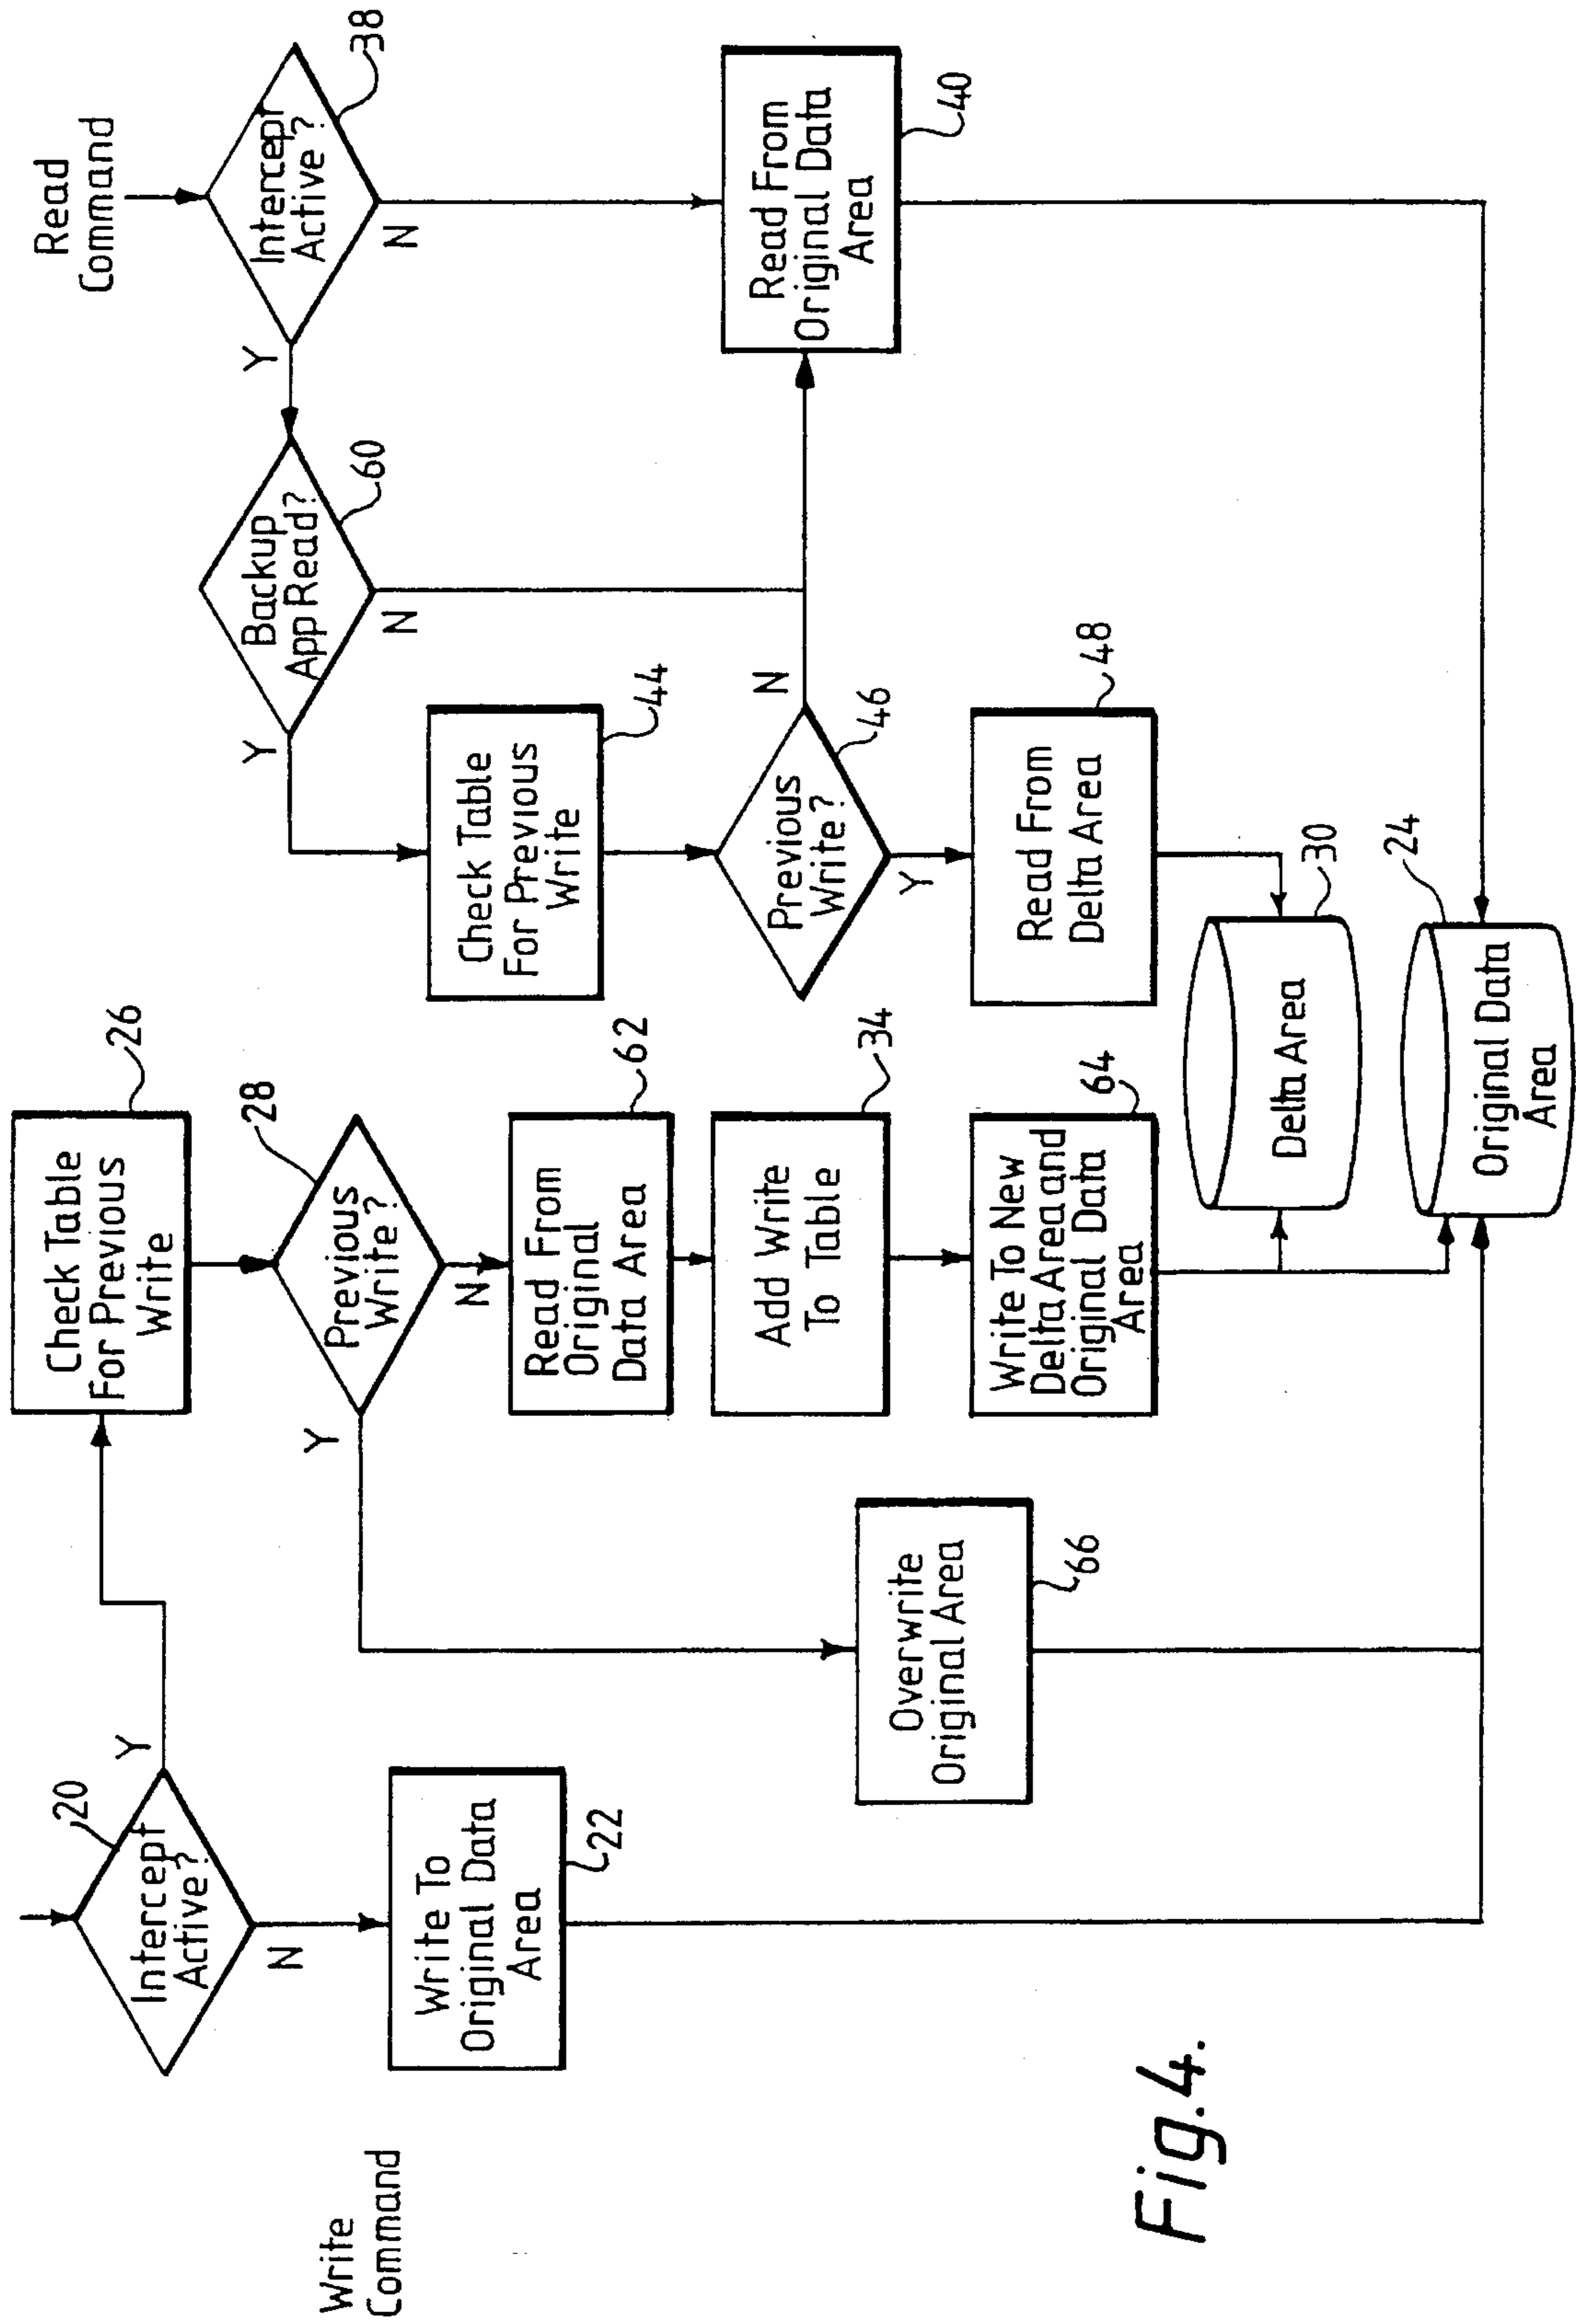 Write
Command
20
Intercept
Active?
Y
N
Write To
Original Data
Area
22
Check Table
For Previous
Write
26
28
Previous
Write?
Y
N
Read From
Original
Data Area
62
Add Write
To Table
34
Write To New
Delta Area and
Original Data
Area
64
Overwrite
Original Area
66
Read
Command
Intercept
Active?
38
Y
N
Backup
App Read?
60
Y
N
Check Table
For Previous
Write
44
Previous
Write?
46
N
Y
Read From
Delta Area
48
Read From
Original Data
Area
40
Delta Area
30
Original Data
Area
24
Fig.4.